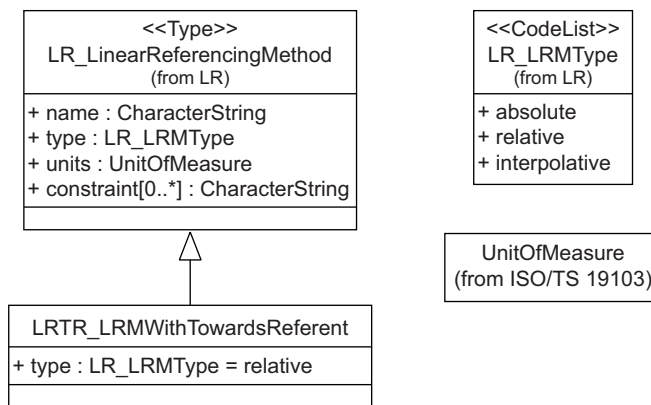 <<Type>>
LR_LinearReferencingMethod
(from LR)
+ name : CharacterString
+ type : LR_LRMType
+ units : UnitOfMeasure
+ constraint[0..*] : CharacterString
<<CodeList>>
LR_LRMType
(from LR)
+ absolute
+ relative
+ interpolative
UnitOfMeasure
(from ISO/TS 19103)
LRTR_LRMWithTowardsReferent
+ type : LR_LRMType = relative